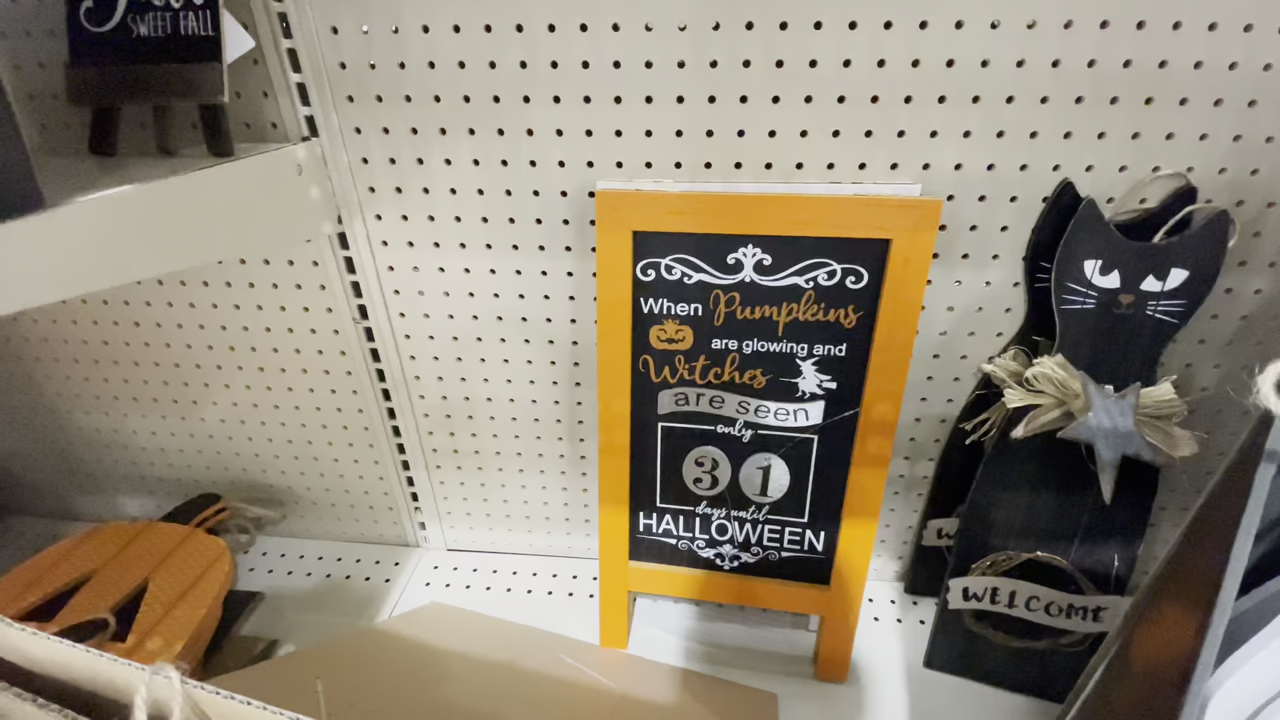 SWEET FALL
When Pumpkins
are glowing and
Witches
are seen
only
31
days until
HALLOWEEN
WELCOME